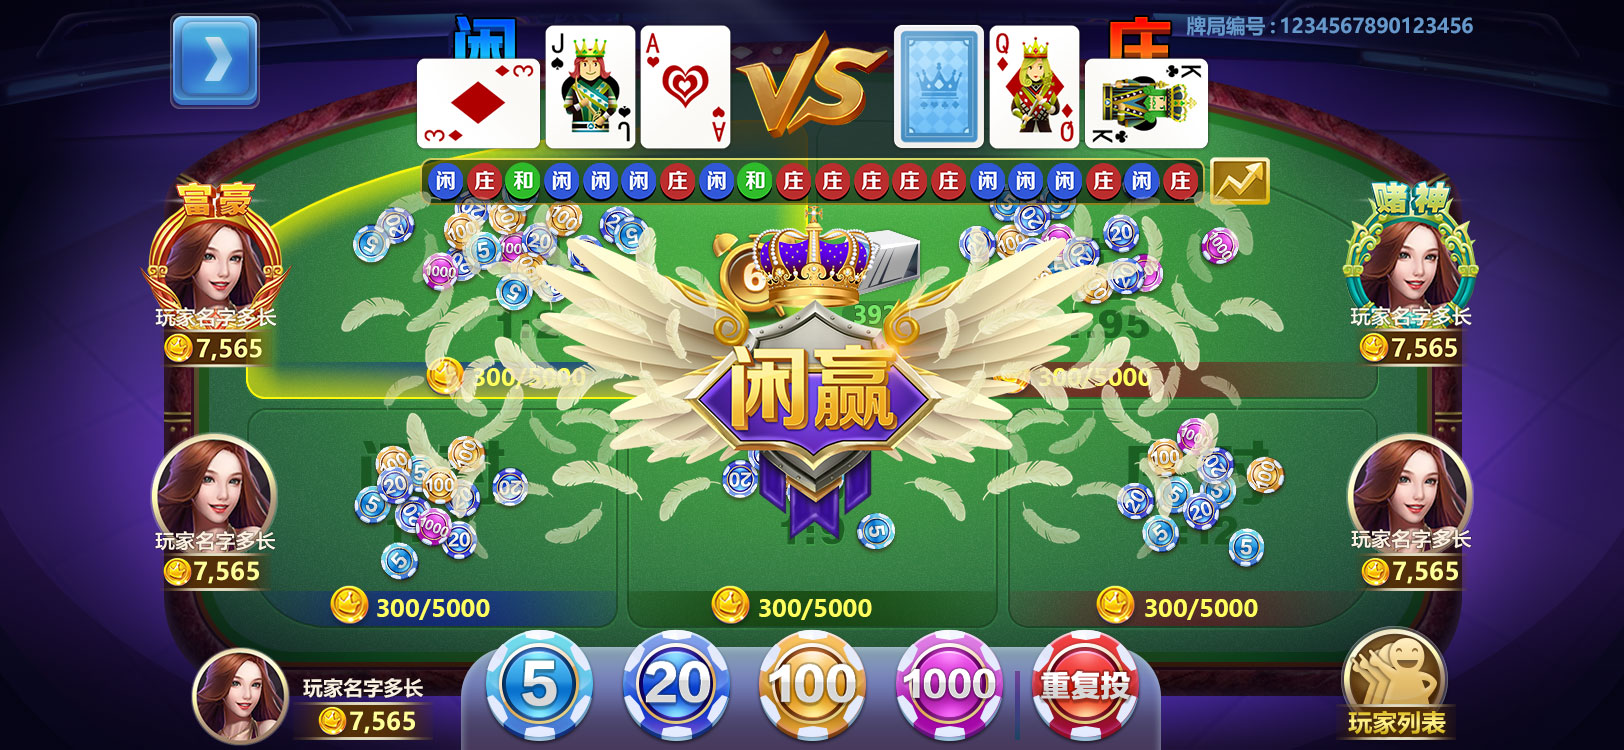 闲
庄
牌局编号:1234567890123456
3
3
J
J
A
A
VS
Q
Q
K
K
闲 庄 和 闲 闲 闲 庄 闲 和 庄 庄 庄 庄 庄 闲 闲 闲 庄 闲 庄
富豪
玩家名字多长
7,565
赌神
玩家名字多长
7,565
6
300/5000
300/5000
闲赢
玩家名字多长
7,565
玩家名字多长
7,565
300/5000
300/5000
300/5000
玩家名字多长
7,565
5
20
100
1000
重复投
玩家列表